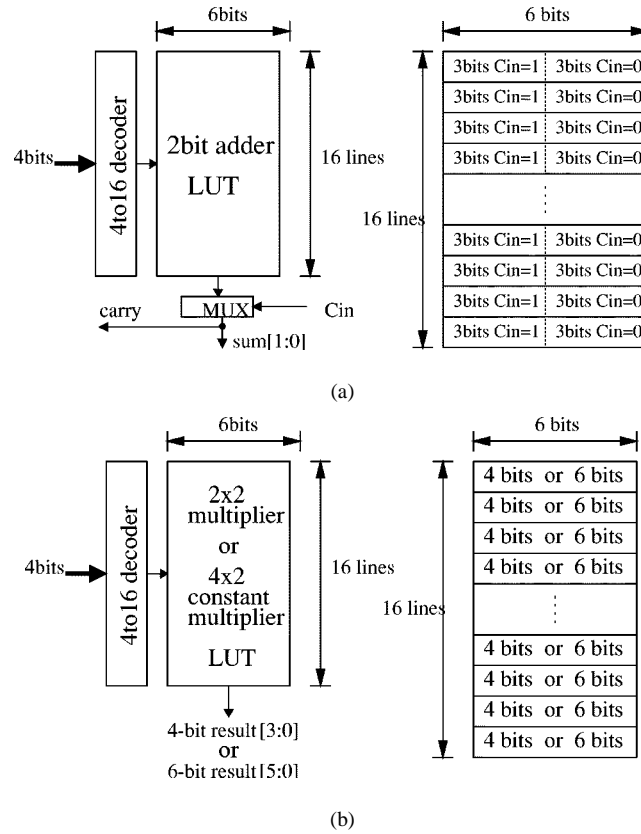 6bits
6 bits
4bits
4to16 decoder
2bit adder
LUT
16 lines
16 lines
3bits Cin=1 3bits Cin=0
3bits Cin=1 3bits Cin=0
3bits Cin=1 3bits Cin=0
3bits Cin=1 3bits Cin=0
3bits Cin=1 3bits Cin=0
3bits Cin=1 3bits Cin=0
3bits Cin=1 3bits Cin=0
3bits Cin=1 3bits Cin=0
MUX
Cin
carry
sum[1:0]
(a)
6bits
6 bits
4bits
4to16 decoder
2x2
multiplier
or
4x2
constant
multiplier
LUT
16 lines
16 lines
4 bits or 6 bits
4 bits or 6 bits
4 bits or 6 bits
4 bits or 6 bits
4 bits or 6 bits
4 bits or 6 bits
4 bits or 6 bits
4 bits or 6 bits
4-bit result[3:0]
or
6-bit result[5:0]
(b)